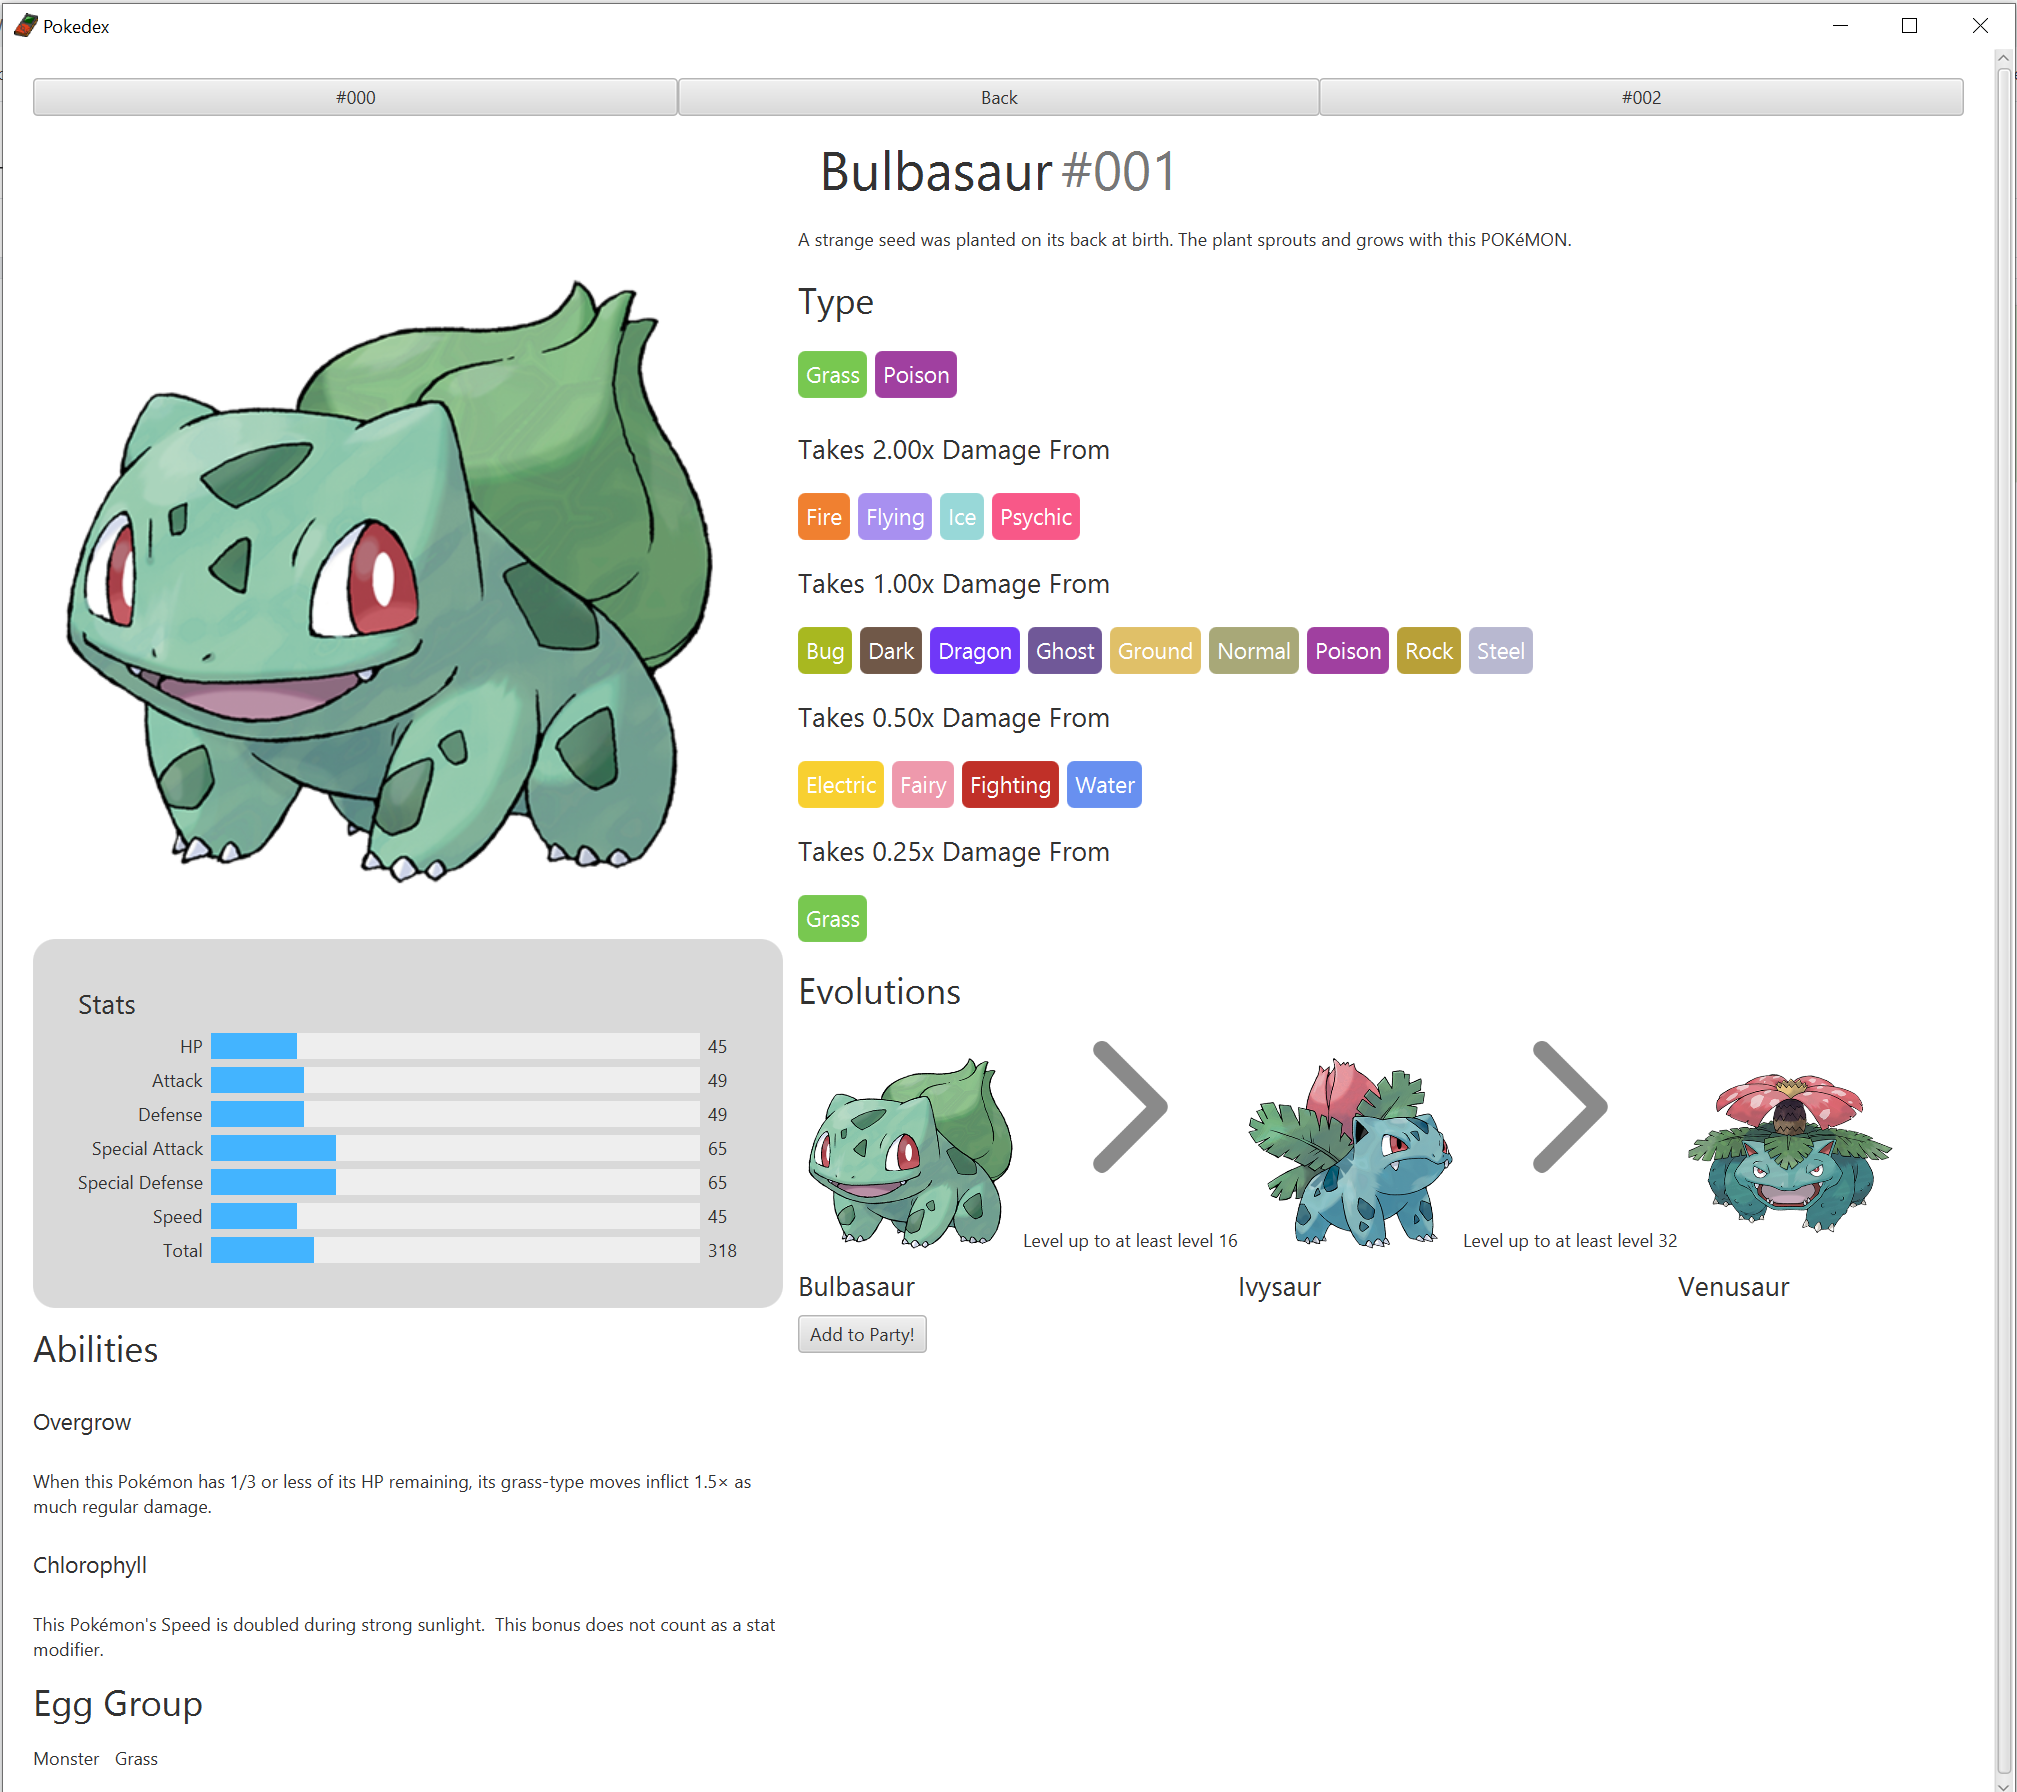 Pokedex
#000 Back #002
Bulbasaur #001
A strange seed was planted on its back at birth. The plant sprouts and grows with this POKéMON.
Type
Grass Poison
Takes 2.00x Damage From
Fire Flying Ice Psychic
Takes 1.00x Damage From
Bug Dark Dragon Ghost Ground Normal Poison Rock Steel
Takes 0.50x Damage From
Electric Fairy Fighting Water
Takes 0.25x Damage From
Grass
Evolutions
Level up to at least level 16
Level up to at least level 32
Bulbasaur Ivysaur Venusaur
Add to Party!
Stats
HP 45
Attack 49
Defense 49
Special Attack 65
Special Defense 65
Speed 45
Total 318
Abilities
Overgrow
When this Pokémon has 1/3 or less of its HP remaining, its grass-type moves inflict 1.5× as
much regular damage.
Chlorophyll
This Pokémon's Speed is doubled during strong sunlight.  This bonus does not count as a stat
modifier.
Egg Group
Monster Grass